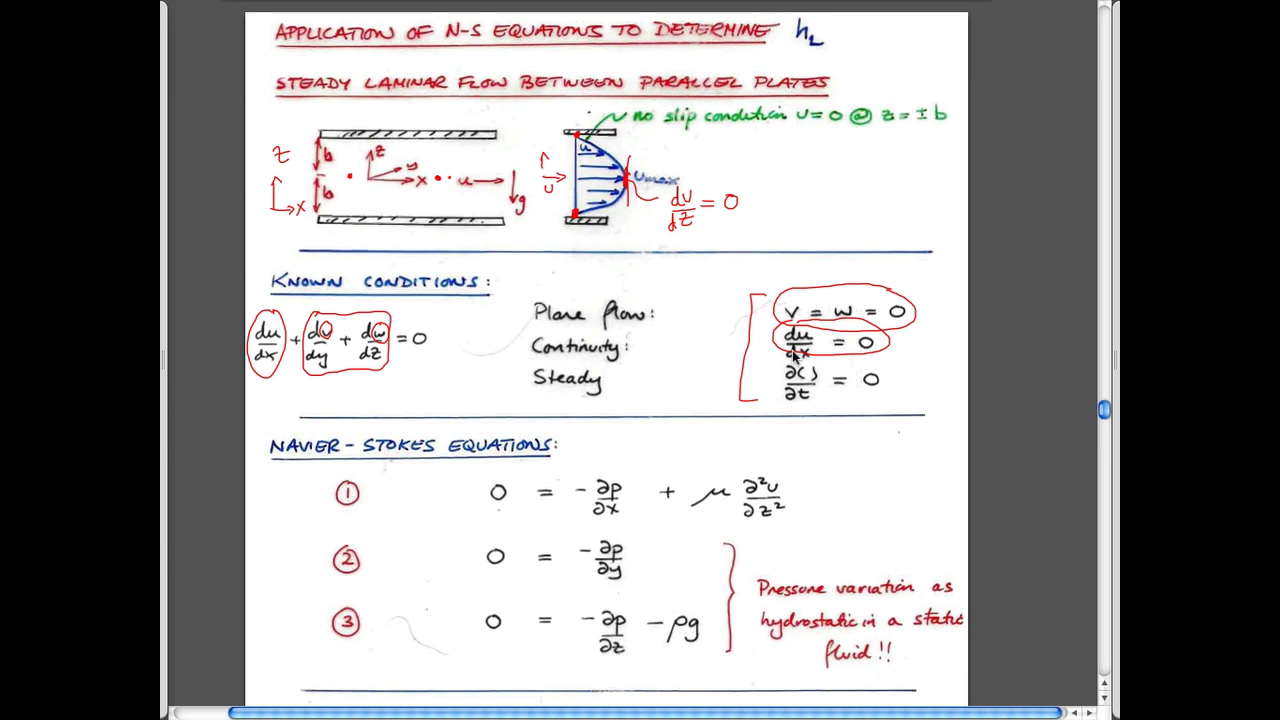 APPLICATION OF N-S EQUATIONS TO DETERMINE hL
STEADY LAMINAR FLOW BETWEEN PARALLEL PLATES
no slip condition u=0 @ z=±b
z
b
b
x
z
y
x
u
g
u
u
umax
du/dz = 0
KNOWN CONDITIONS:
du/dx + dv/dy + dw/dz = 0
Plane flow: v = w = 0
Continuity: du/dx = 0
Steady ∂( )/∂t = 0
NAVIER-STOKES EQUATIONS:
① 0 = -∂p/∂x + μ ∂²u/∂z²
② 0 = -∂p/∂y
③ 0 = -∂p/∂z - ρg
Pressure variation as
hydrostatic in a static
fluid!!